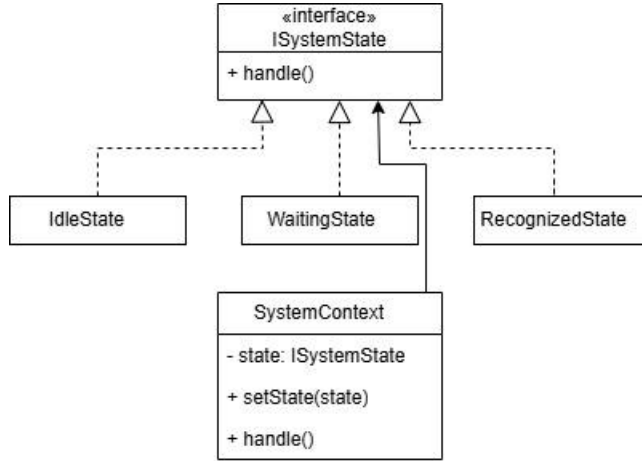 «interface»
ISystemState
+ handle()
IdleState
WaitingState
RecognizedState
SystemContext
- state: ISystemState
+ setState(state)
+ handle()